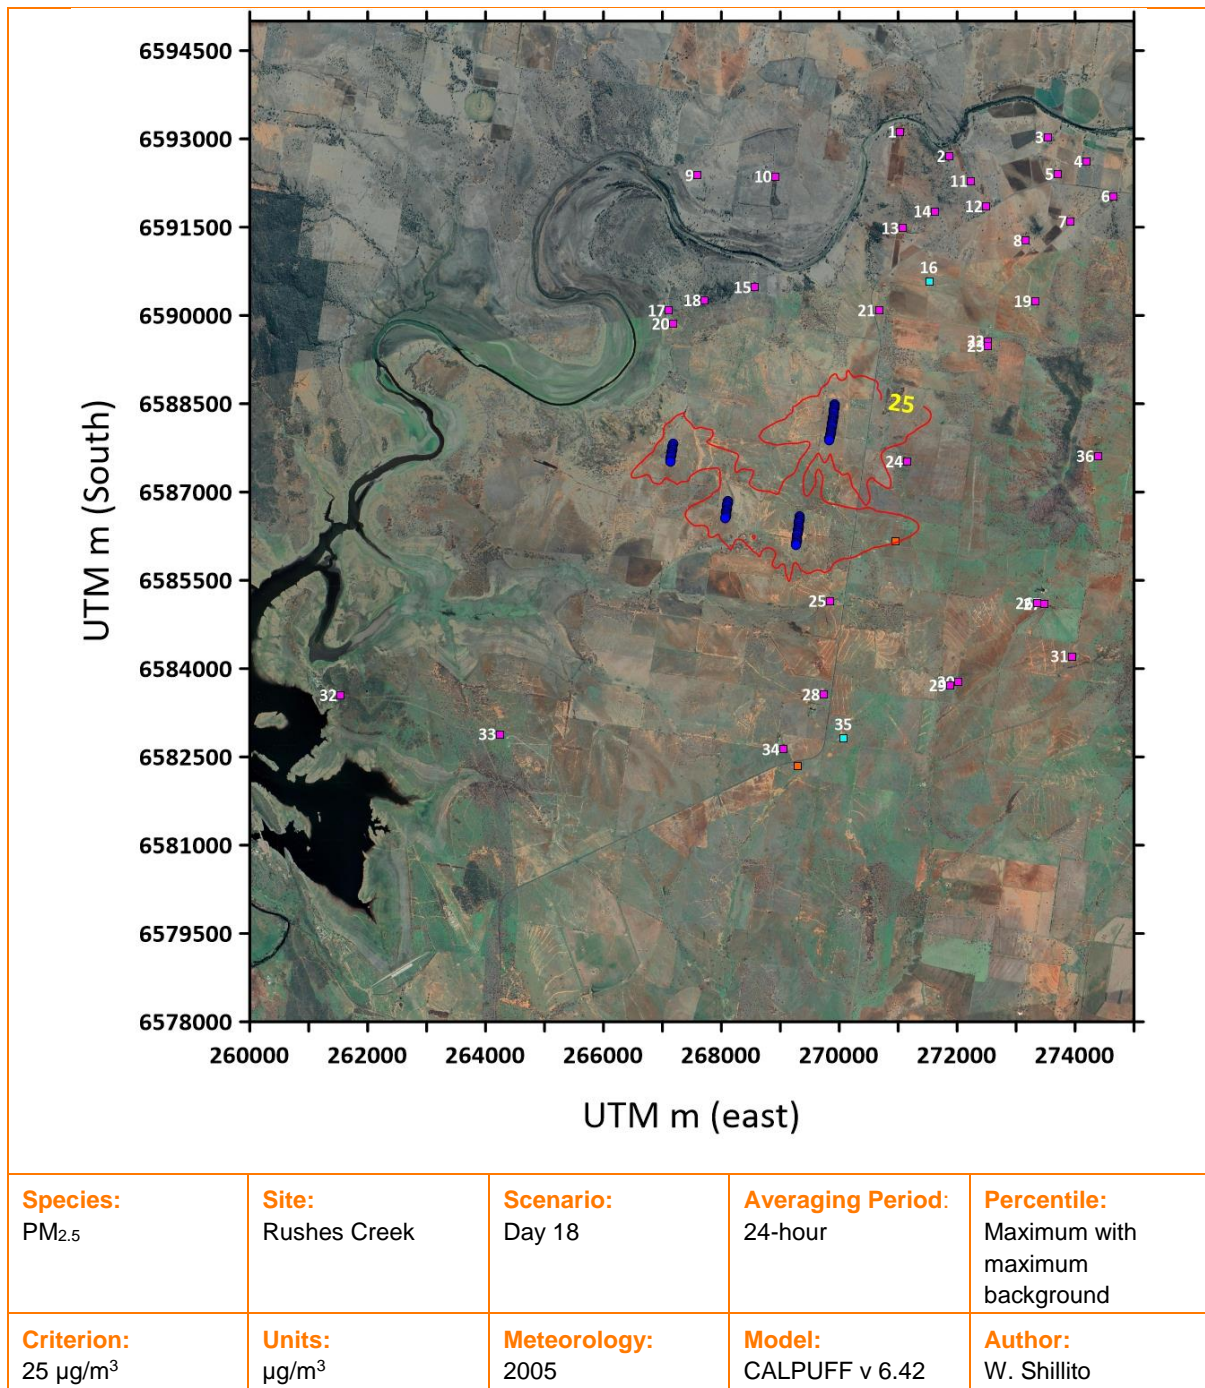 6594500
6593000
6591500
6590000
6588500
6587000
6585500
6584000
6582500
6581000
6579500
6578000
UTM m (South)
1
2
3
4
5
6
7
8
9
10
11
12
13
14
15
16
17
18
19
20
21
23
25
24
36
25
26
31
29
28
35
32
33
34
260000 262000 264000 266000 268000 270000 272000 274000
UTM m (east)
Species:
PM2.5
Site:
Rushes Creek
Scenario:
Day 18
Averaging Period:
24-hour
Percentile:
Maximum with
maximum
background
Criterion:
25 µg/m³
Units:
µg/m³
Meteorology:
2005
Model:
CALPUFF v 6.42
Author:
W. Shillito